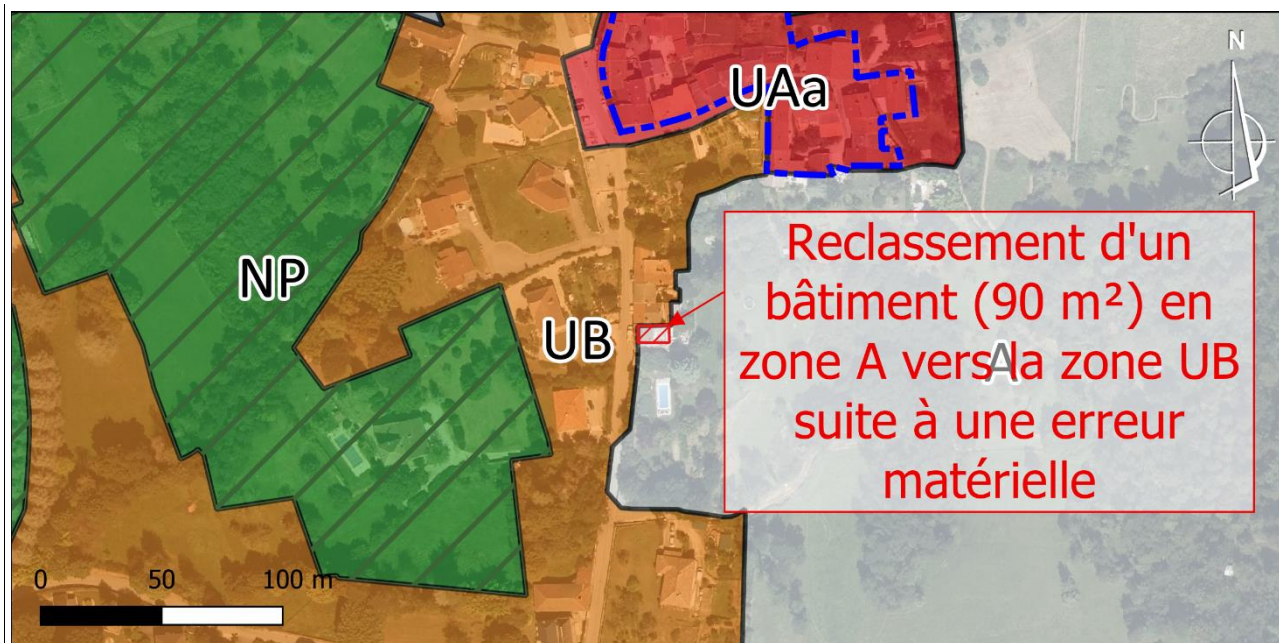 N
UAa
NP
UB
Reclassement d'un
bâtiment (90 m²) en
zone A vers la zone UB
suite à une erreur
matérielle
A
0 50 100 m